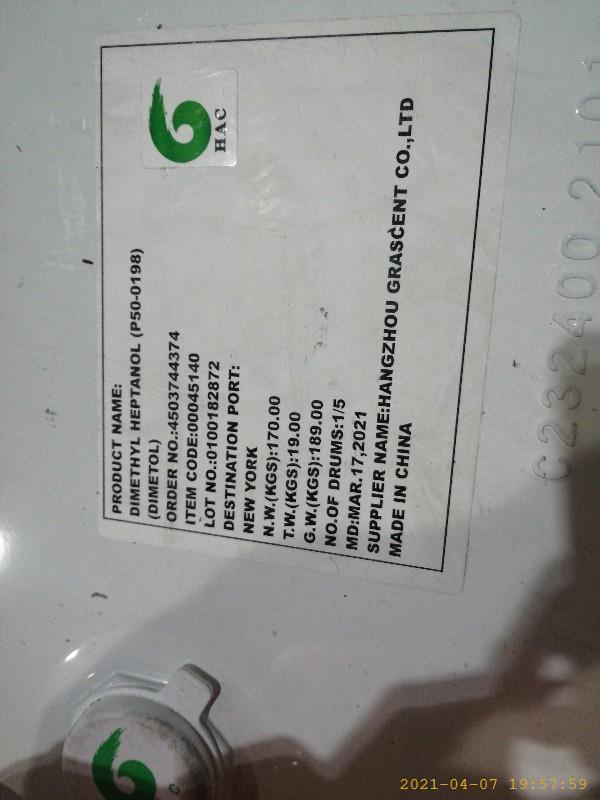 HAC
PRODUCT NAME:
DIMETHYL HEPTANOL (P50-0198)
(DIMETOL)
ORDER NO.:4503744374
ITEM CODE:00045140
LOT NO.:0100182872
DESTINATION PORT:
NEW YORK
N.W.(KGS):170.00
T.W.(KGS):19.00
G.W.(KGS):189.00
NO.OF DRUMS:1/5
MD:MAR.17,2021
SUPPLIER NAME:HANGZHOU GRASCENT CO.,LTD
MADE IN CHINA
C232400 2101
2021-04-07 19:57:59